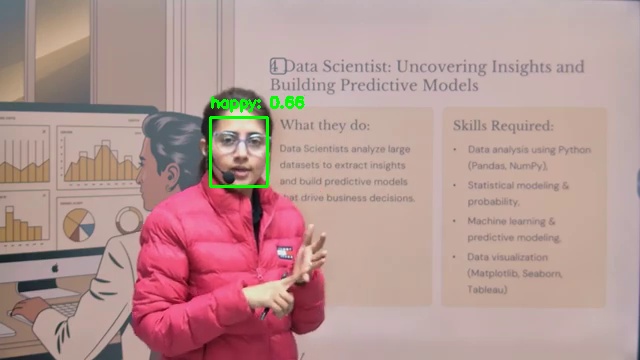 4 Data Scientist: Uncovering Insights and
Building Predictive Models
happy: 0.66
What they do:
Data Scientists analyze large
datasets to extract insights
and build predictive models
that drive business decisions.
Skills Required:
Data analysis using Python
(Pandas, NumPy),
Statistical modeling &
probability,
Machine learning &
predictive modeling,
Data visualization
(Matplotlib, Seaborn,
Tableau)